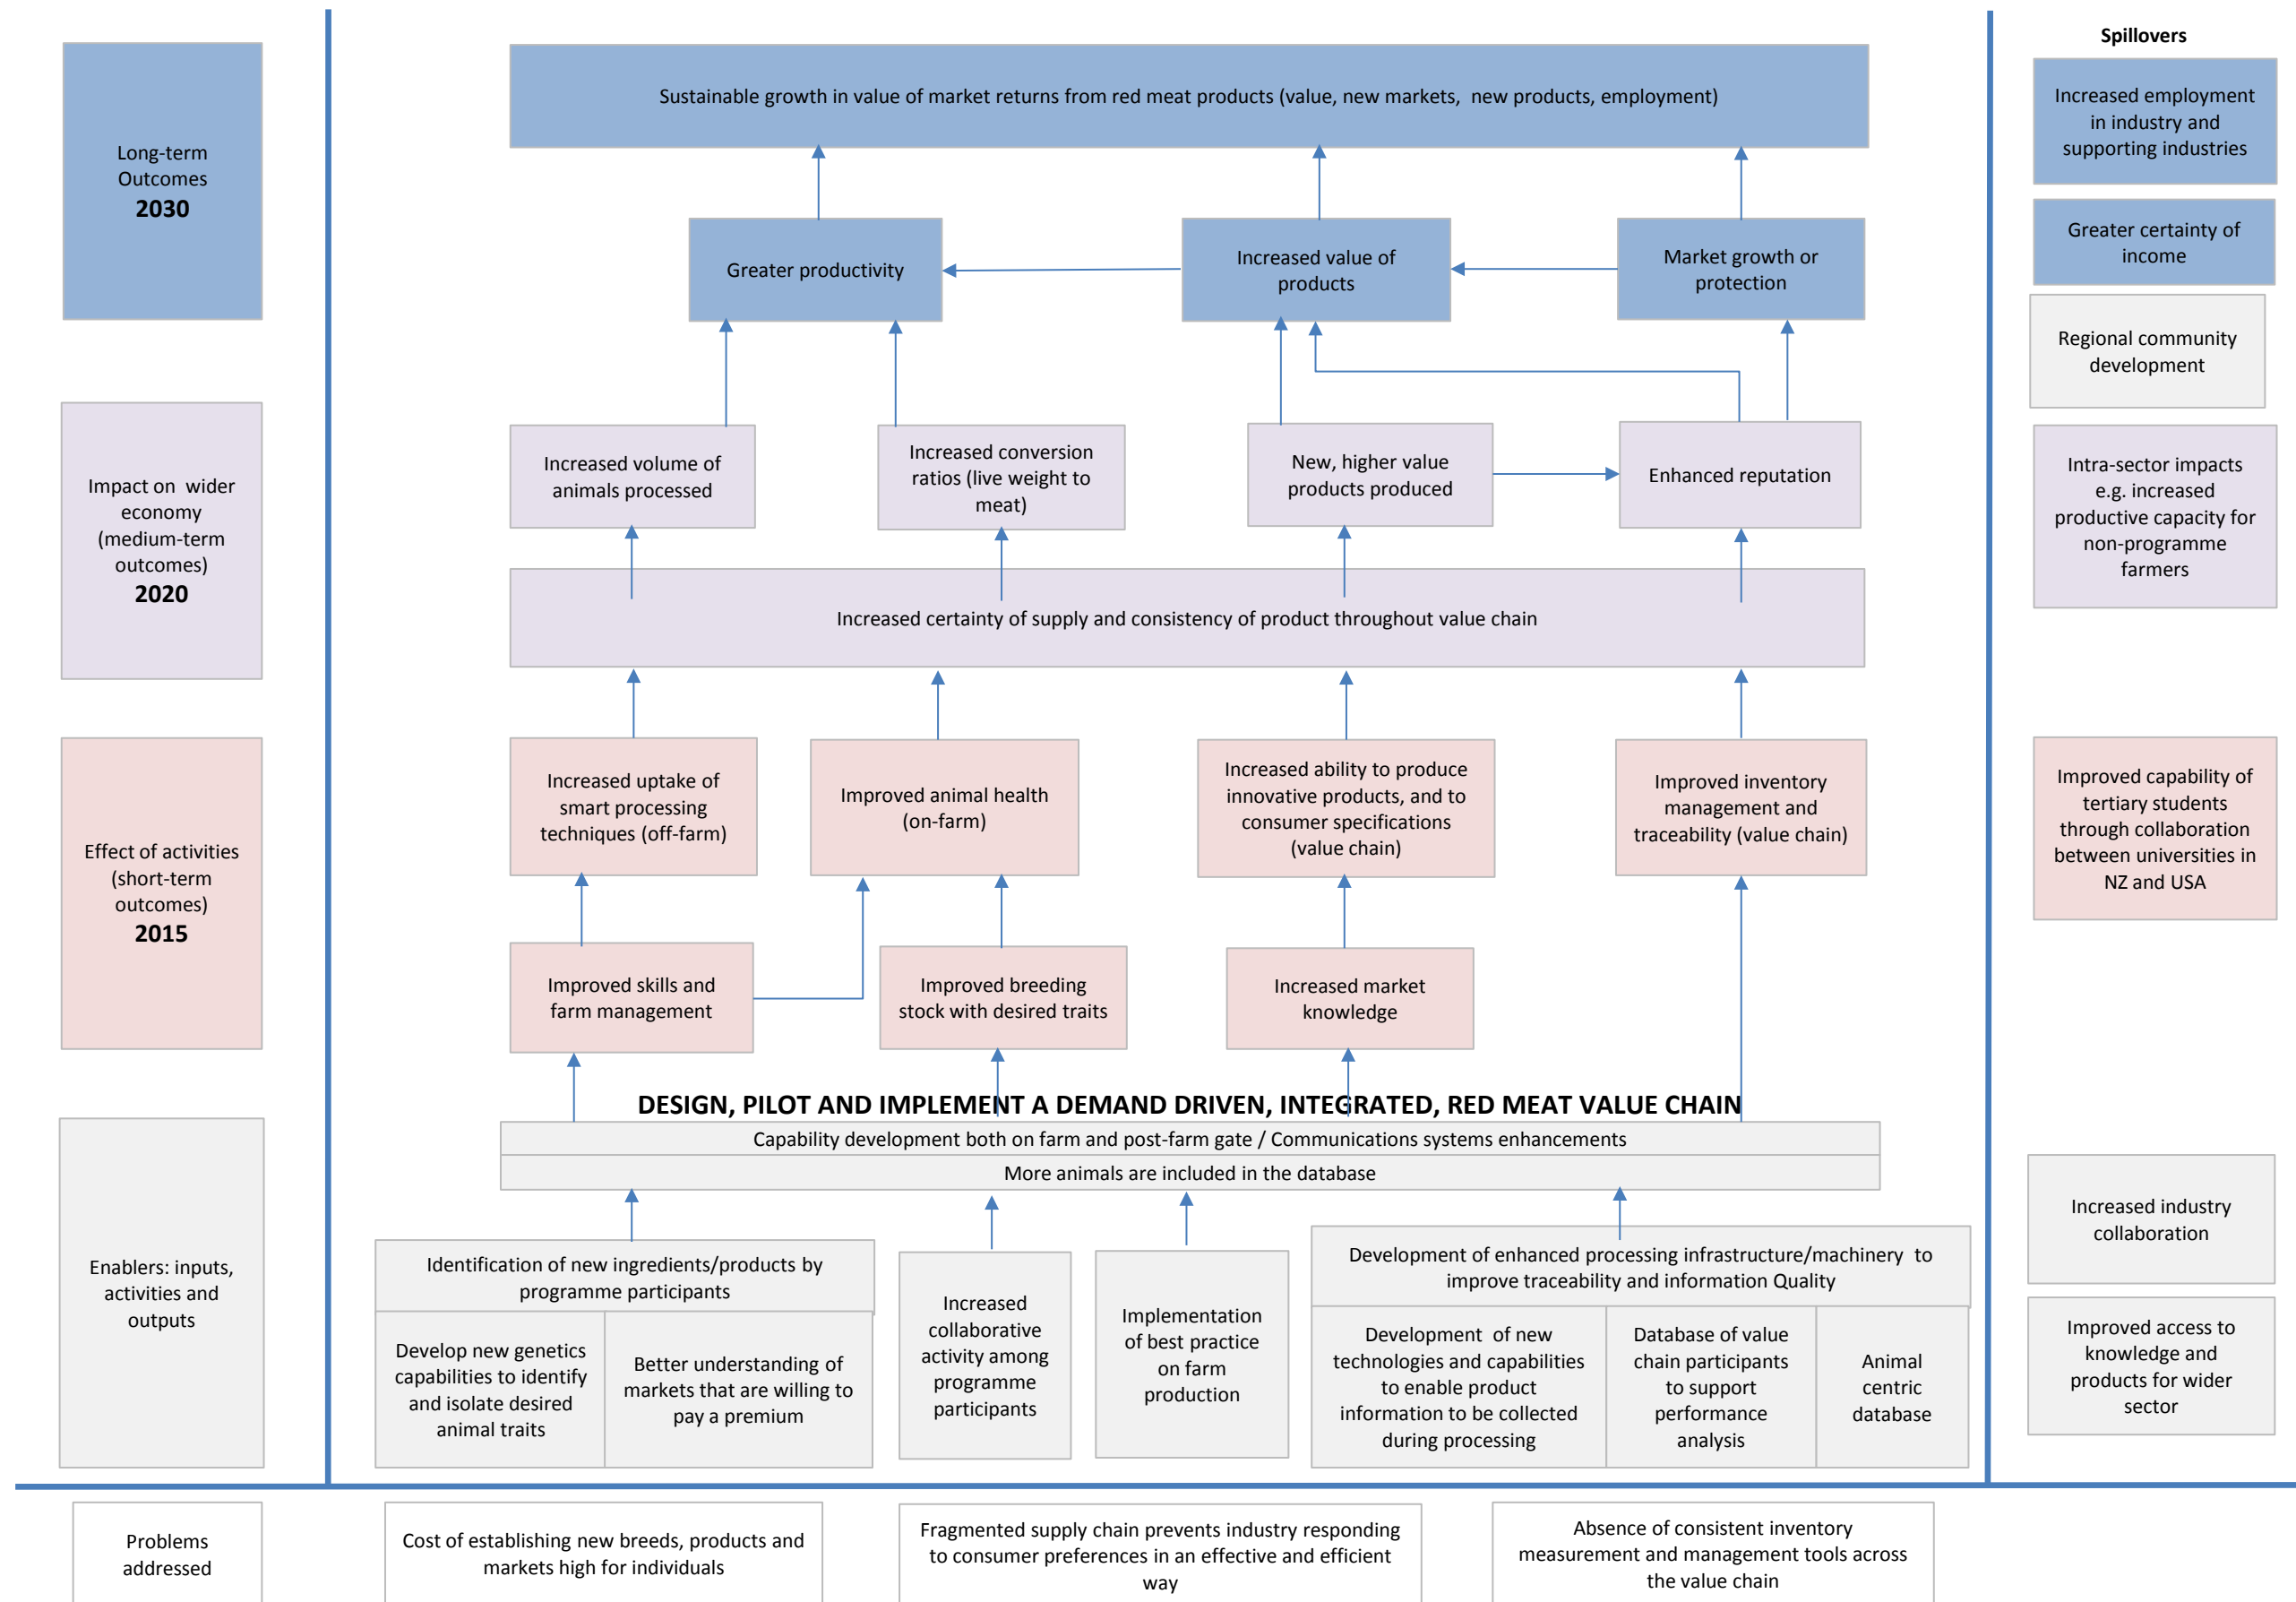 Spillovers
Long-term
Outcomes
2030
Sustainable growth in value of market returns from red meat products (value, new markets,  new products, employment)
Increased employment
in industry and
supporting industries
Greater productivity
Increased value of
products
Market growth or
protection
Greater certainty of
income
Regional community
development
Impact on  wider
economy
(medium-term
outcomes)
2020
Increased volume of
animals processed
Increased conversion
ratios (live weight to
meat)
New, higher value
products produced
Enhanced reputation
Intra-sector impacts
e.g. increased
productive capacity for
non-programme
farmers
Increased certainty of supply and consistency of product throughout value chain
Effect of activities
(short-term
outcomes)
2015
Increased uptake of
smart processing
techniques (off-farm)
Improved animal health
(on-farm)
Increased ability to produce
innovative products, and to
consumer specifications
(value chain)
Improved inventory
management and
traceability (value chain)
Improved capability of
tertiary students
through collaboration
between universities in
NZ and USA
Improved skills and
farm management
Improved breeding
stock with desired traits
Increased market
knowledge
DESIGN, PILOT AND IMPLEMENT A DEMAND DRIVEN, INTEGRATED, RED MEAT VALUE CHAIN
Capability development both on farm and post-farm gate / Communications systems enhancements
More animals are included in the database
Enablers: inputs,
activities and
outputs
Identification of new ingredients/products by
programme participants
Develop new genetics
capabilities to identify
and isolate desired
animal traits
Better understanding of
markets that are willing to
pay a premium
Increased
collaborative
activity among
programme
participants
Implementation
of best practice
on farm
production
Development of enhanced processing infrastructure/machinery  to
improve traceability and information Quality
Development  of new
technologies and capabilities
to enable product
information to be collected
during processing
Database of value
chain participants
to support
performance
analysis
Animal
centric
database
Increased industry
collaboration
Improved access to
knowledge and
products for wider
sector
Problems
addressed
Cost of establishing new breeds, products and
markets high for individuals
Fragmented supply chain prevents industry responding
to consumer preferences in an effective and efficient
way
Absence of consistent inventory
measurement and management tools across
the value chain